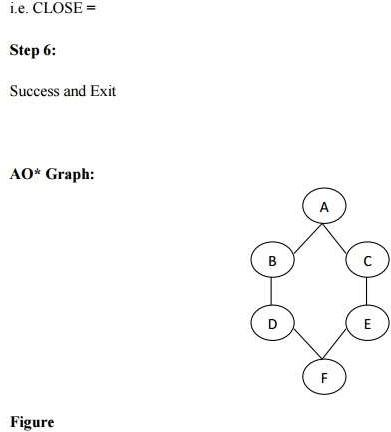 i.e. CLOSE =
Step 6:
Success and Exit
AO* Graph:
A
B
C
D
E
F
Figure